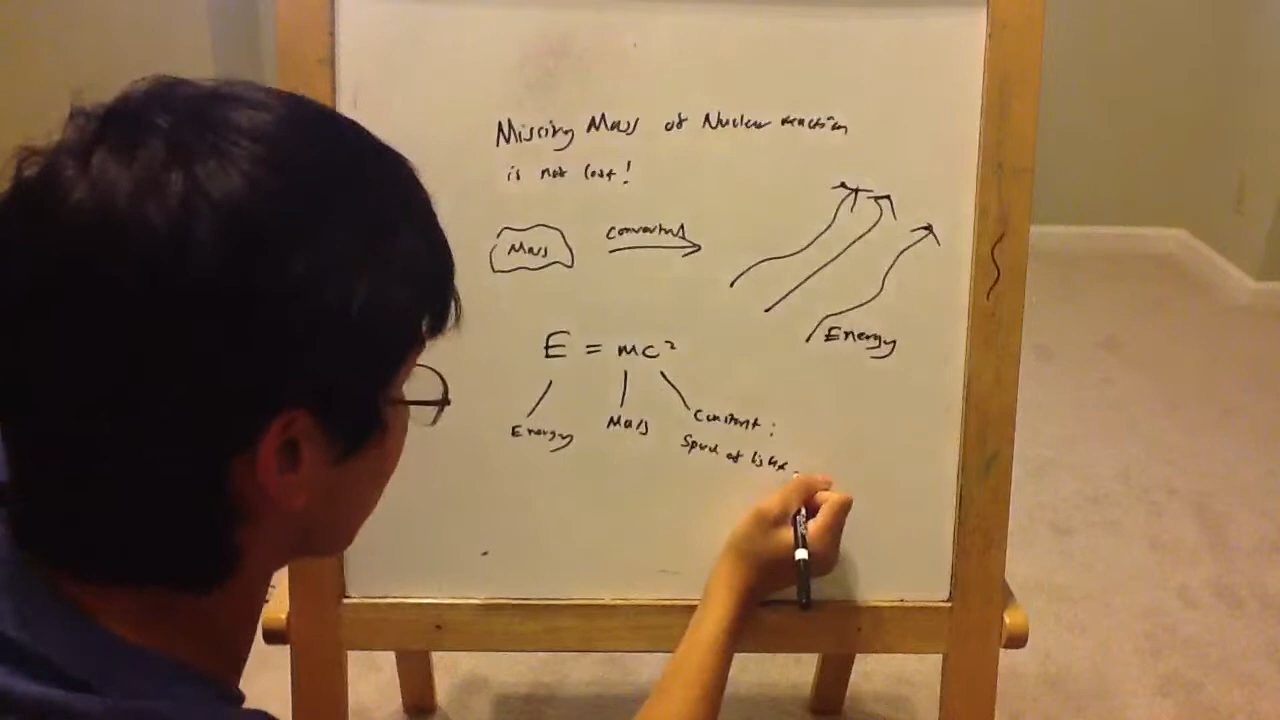 Missing Mass of Nuclear reaction
is not lost!
Mass
converted
Energy
E = mc²
Energy
Mass
Constant:
Speed of light